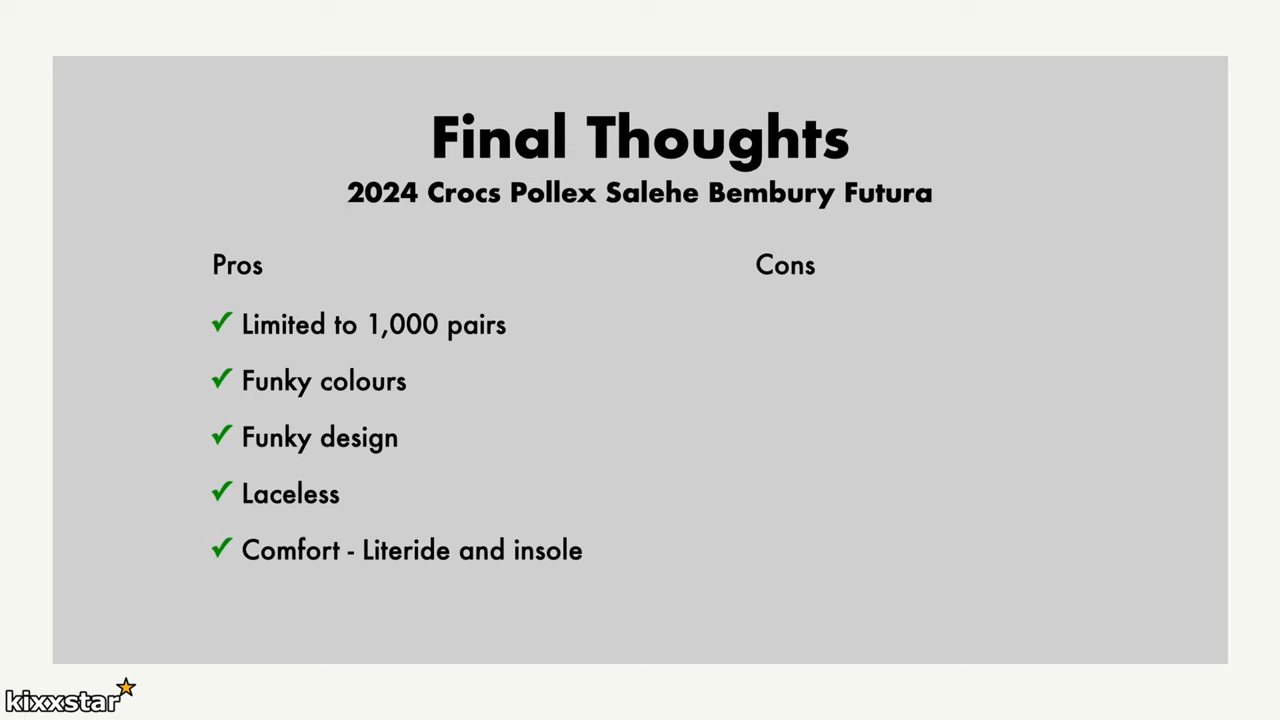 Final Thoughts
2024 Crocs Pollex Salehe Bembury Futura
Pros
✓ Limited to 1,000 pairs
✓ Funky colours
✓ Funky design
✓ Laceless
✓ Comfort - Literide and insole
Cons
kixxstar